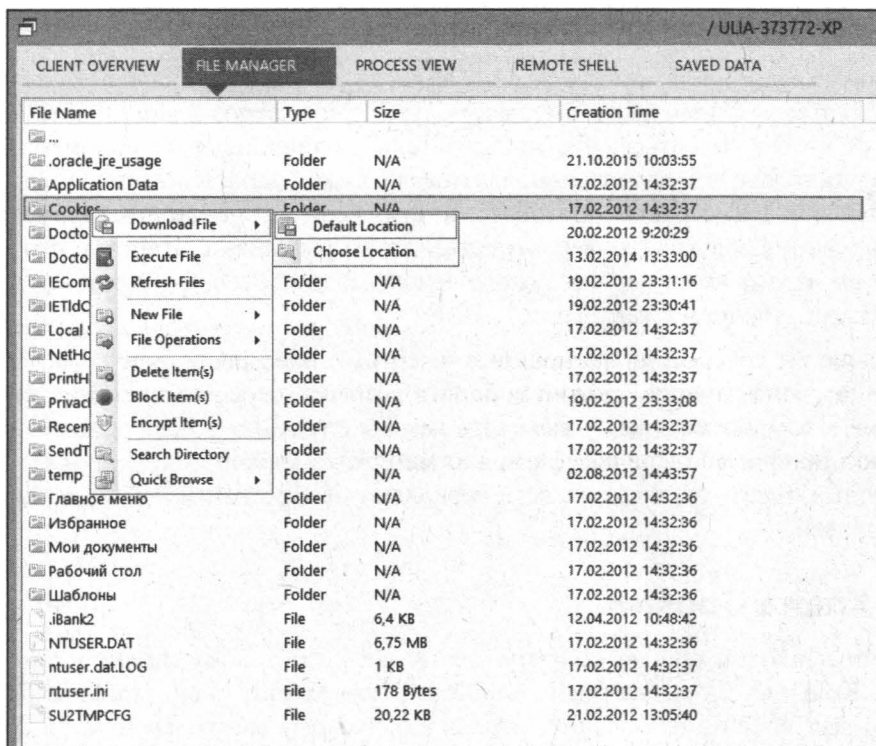 / ULIA-373772-XP
CLIENT OVERVIEW FILE MANAGER PROCESS VIEW REMOTE SHELL SAVED DATA
File Name Type Size Creation Time
...
.oracle_jre_usage Folder N/A 21.10.2015 10:03:55
Application Data Folder N/A 17.02.2012 14:32:37
Cookies Folder N/A 17.02.2012 14:32:37
Docto 20.02.2012 9:20:29
Docto 13.02.2014 13:33:00
IECom Folder N/A 19.02.2012 23:31:16
IETldC Folder N/A 19.02.2012 23:30:41
Local Folder N/A 17.02.2012 14:32:37
NetHo Folder N/A 17.02.2012 14:32:37
PrintH Folder N/A 17.02.2012 14:32:37
Privac Folder N/A 19.02.2012 23:33:08
Recen Folder N/A 17.02.2012 14:32:37
SendT Folder N/A 17.02.2012 14:32:37
temp Folder N/A
Главное меню Folder N/A 17.02.2012 14:32:36
Избранное Folder N/A 17.02.2012 14:32:36
Мои документы Folder N/A 17.02.2012 14:32:36
Рабочий стол Folder N/A 17.02.2012 14:32:36
Шаблоны Folder N/A 17.02.2012 14:32:36
.iBank2 File 6,4 KB 12.04.2012 10:48:42
NTUSER.DAT File 6,75 MB 17.02.2012 14:32:36
ntuser.dat.LOG File 1 KB 17.02.2012 14:32:37
ntuser.ini File 178 Bytes 17.02.2012 14:32:37
SU2TMPCFG File 20,22 KB 21.02.2012 13:05:40
Download File
Execute File
Refresh Files
New File
File Operations
Delete Item(s)
Block Item(s)
Encrypt Item(s)
Search Directory
Quick Browse
Default Location
Choose Location